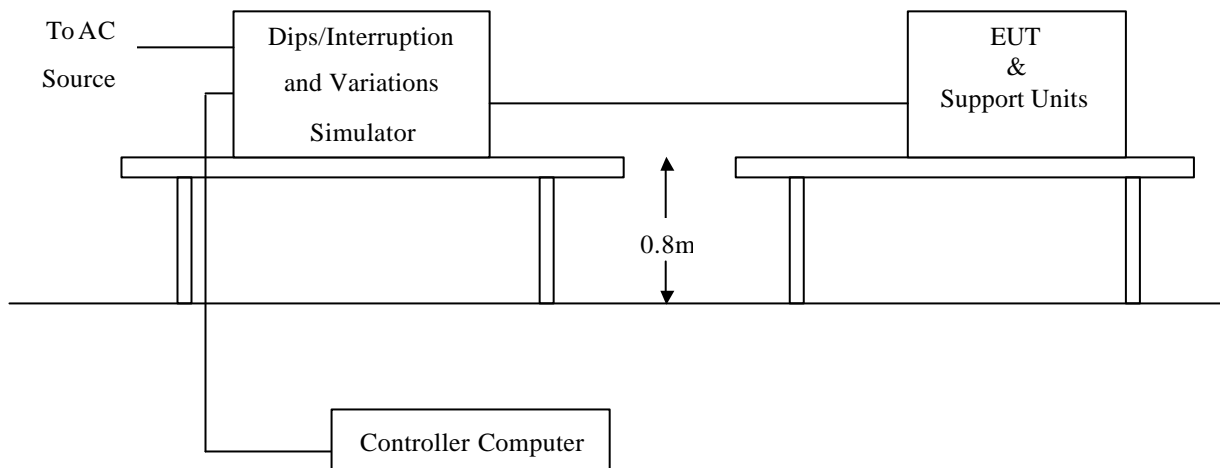 To AC
Source
Dips/Interruption
and Variations
Simulator
EUT
&
Support Units
0.8m
Controller Computer